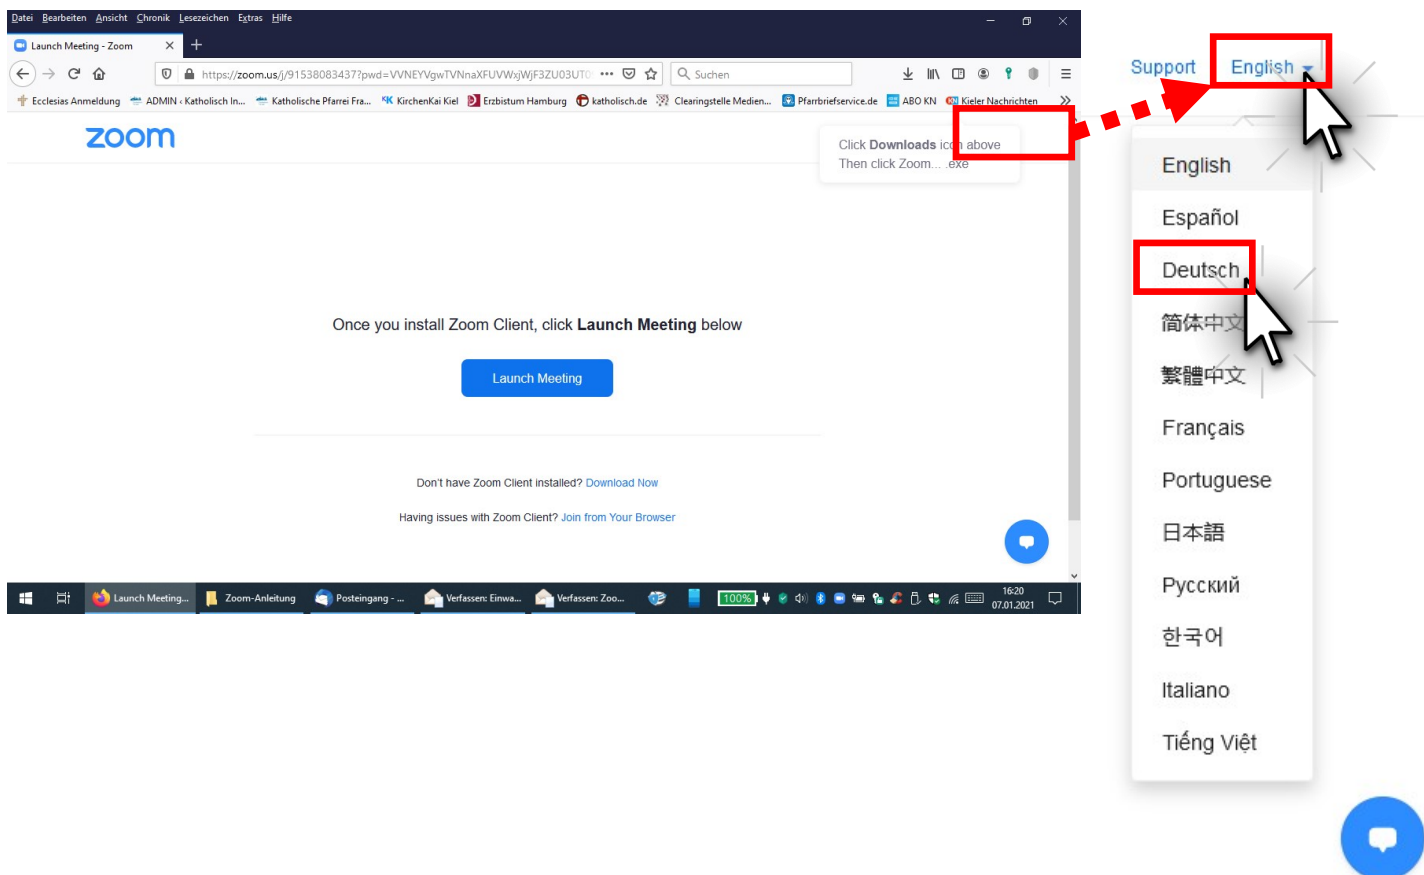 Datei Bearbeiten Ansicht Chronik Lesezeichen Extras Hilfe
Launch Meeting - Zoom
https://zoom.us/j/91538083437?pwd=VVNEYVgwTVNnaXFUVWxjWjF3ZU03UT0
Suchen
Ecclesias Anmeldung ADMIN ‹ Katholisch In... Katholische Pfarrei Fra... KirchenKai Kiel Erzbistum Hamburg katholisch.de Clearingstelle Medien... Pfarrbriefservice.de ABO KN Kieler Nachrichten
zoom
Click Downloads icon above
Then click Zoom... .exe
Once you install Zoom Client, click Launch Meeting below
Launch Meeting
Don't have Zoom Client installed? Download Now
Having issues with Zoom Client? Join from Your Browser
Launch Meeting... Zoom-Anleitung Posteingang - ... Verfassen: Einwa... Verfassen: Zoo... 100% 16:20
07.01.2021
Support English
English
Español
Deutsch
简体中文
繁體中文
Français
Portuguese
日本語
Русский
한국어
Italiano
Tiếng Việt